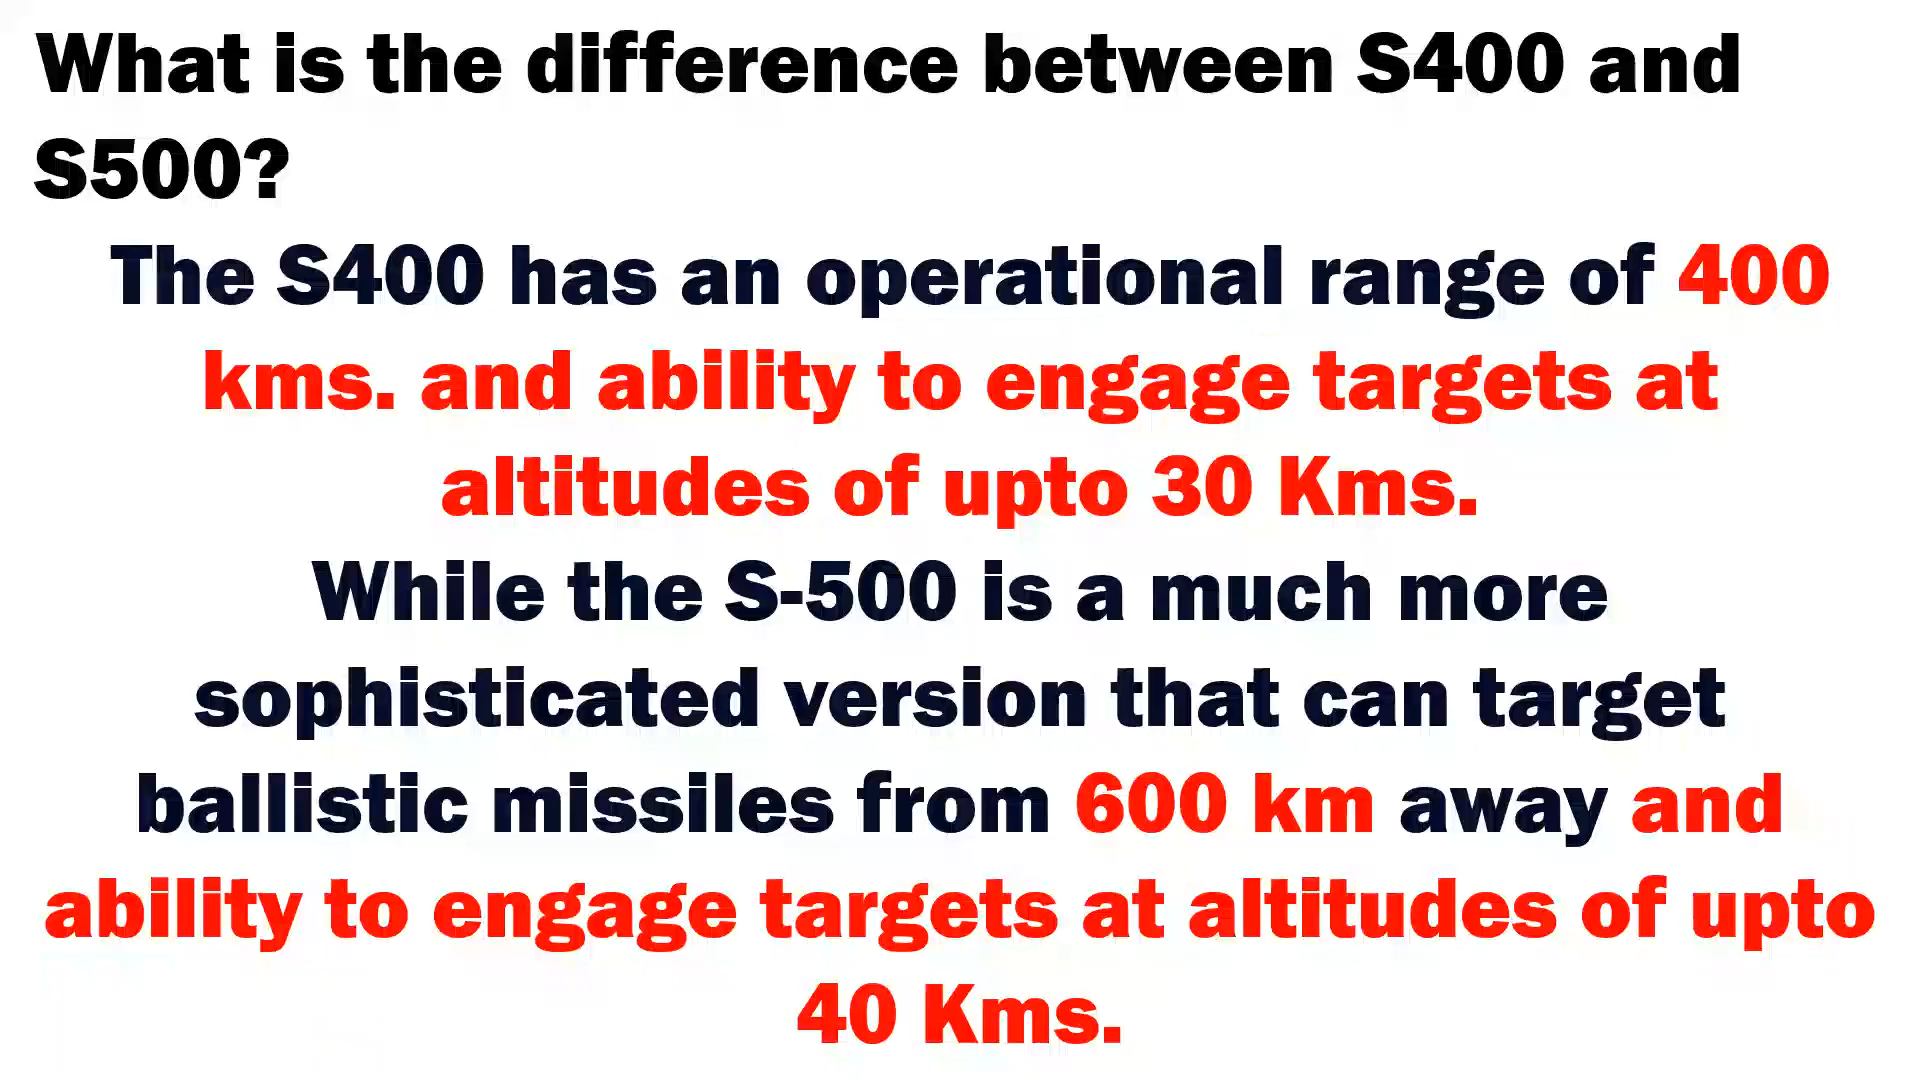 What is the difference between S400 and
S500?
The S400 has an operational range of 400
kms. and ability to engage targets at
altitudes of upto 30 Kms.
While the S-500 is a much more
sophisticated version that can target
ballistic missiles from 600 km away and
ability to engage targets at altitudes of upto
40 Kms.